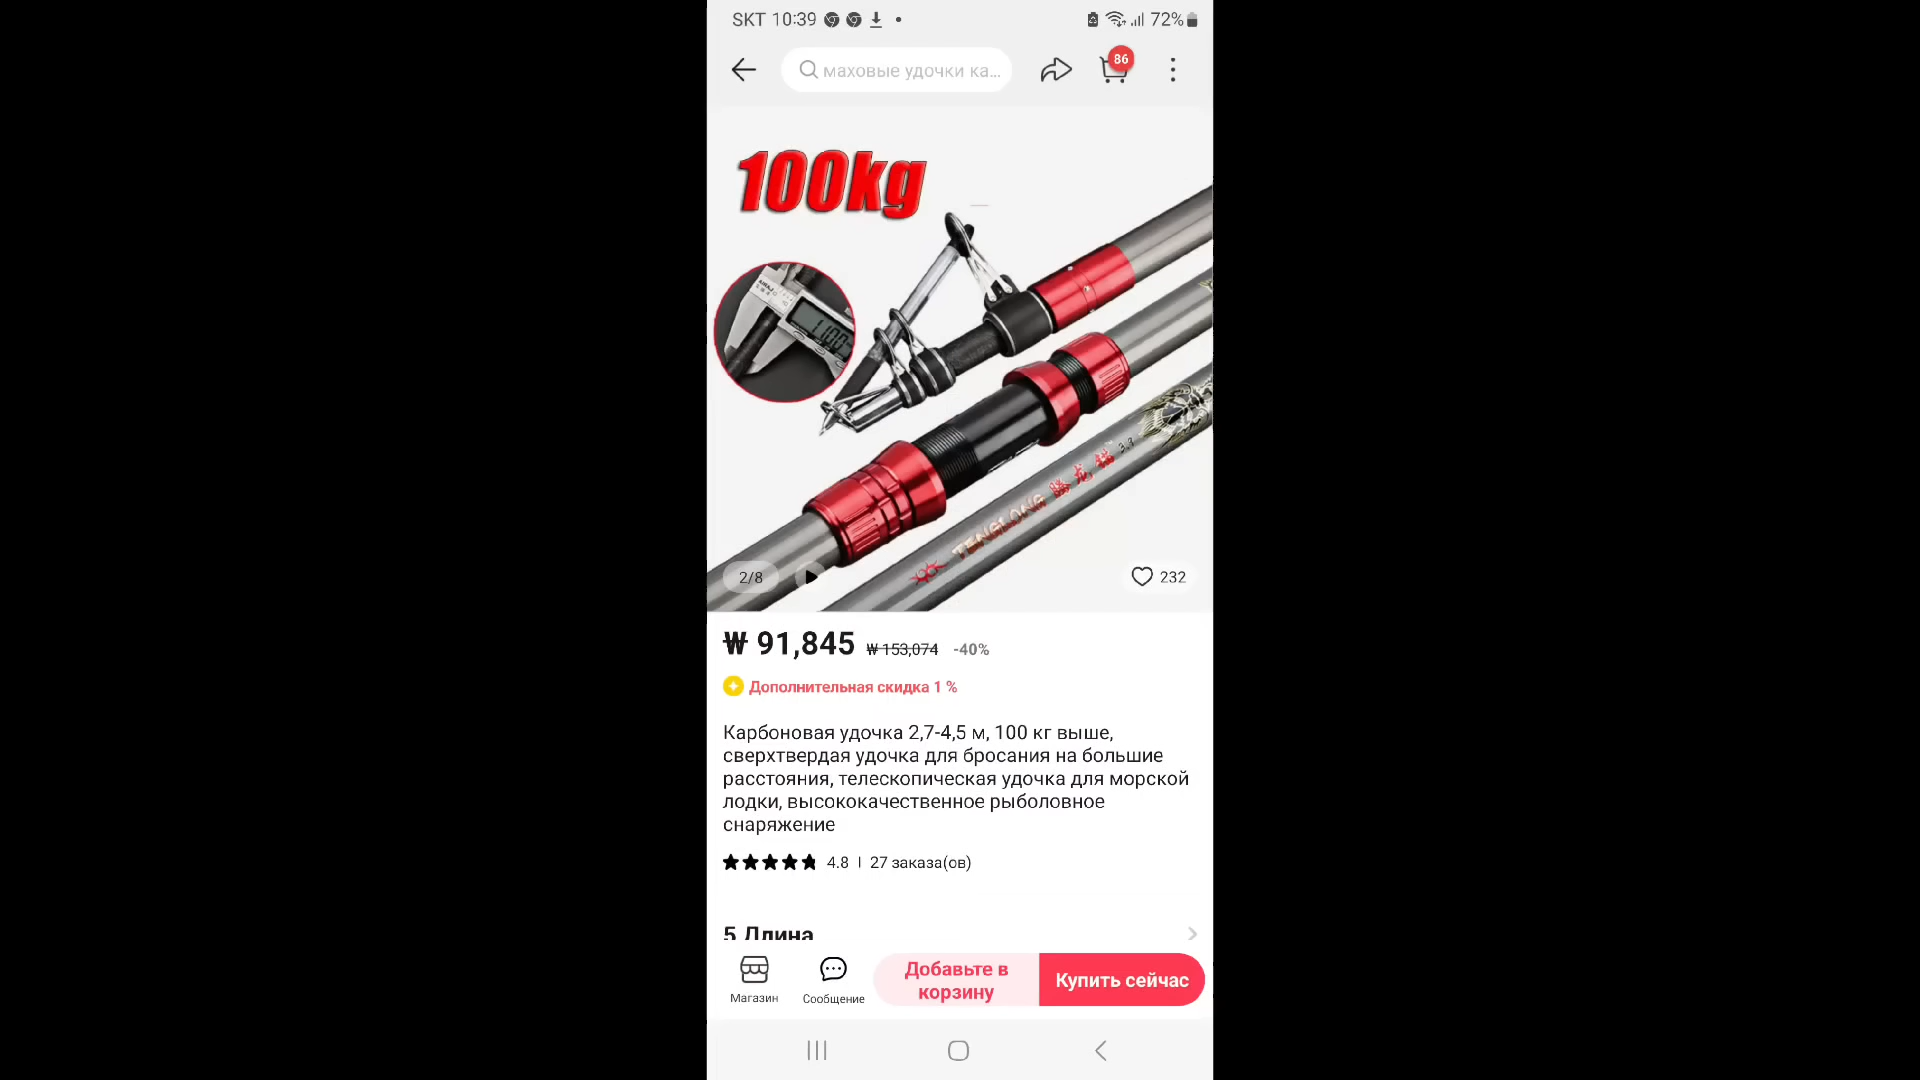 SKT 10:39
72%
маховые удочки ка...
86
100kg
TENGLONG
2/8
232
₩ 91,845 ₩ 153,074 -40%
Дополнительная скидка 1 %
Карбоновая удочка 2,7-4,5 м, 100 кг выше,
сверхтвердая удочка для бросания на большие
расстояния, телескопическая удочка для морской
лодки, высококачественное рыболовное
снаряжение
4.8 | 27 заказа(ов)
5 Длина
Магазин
Сообщение
Добавьте в
корзину
Купить сейчас